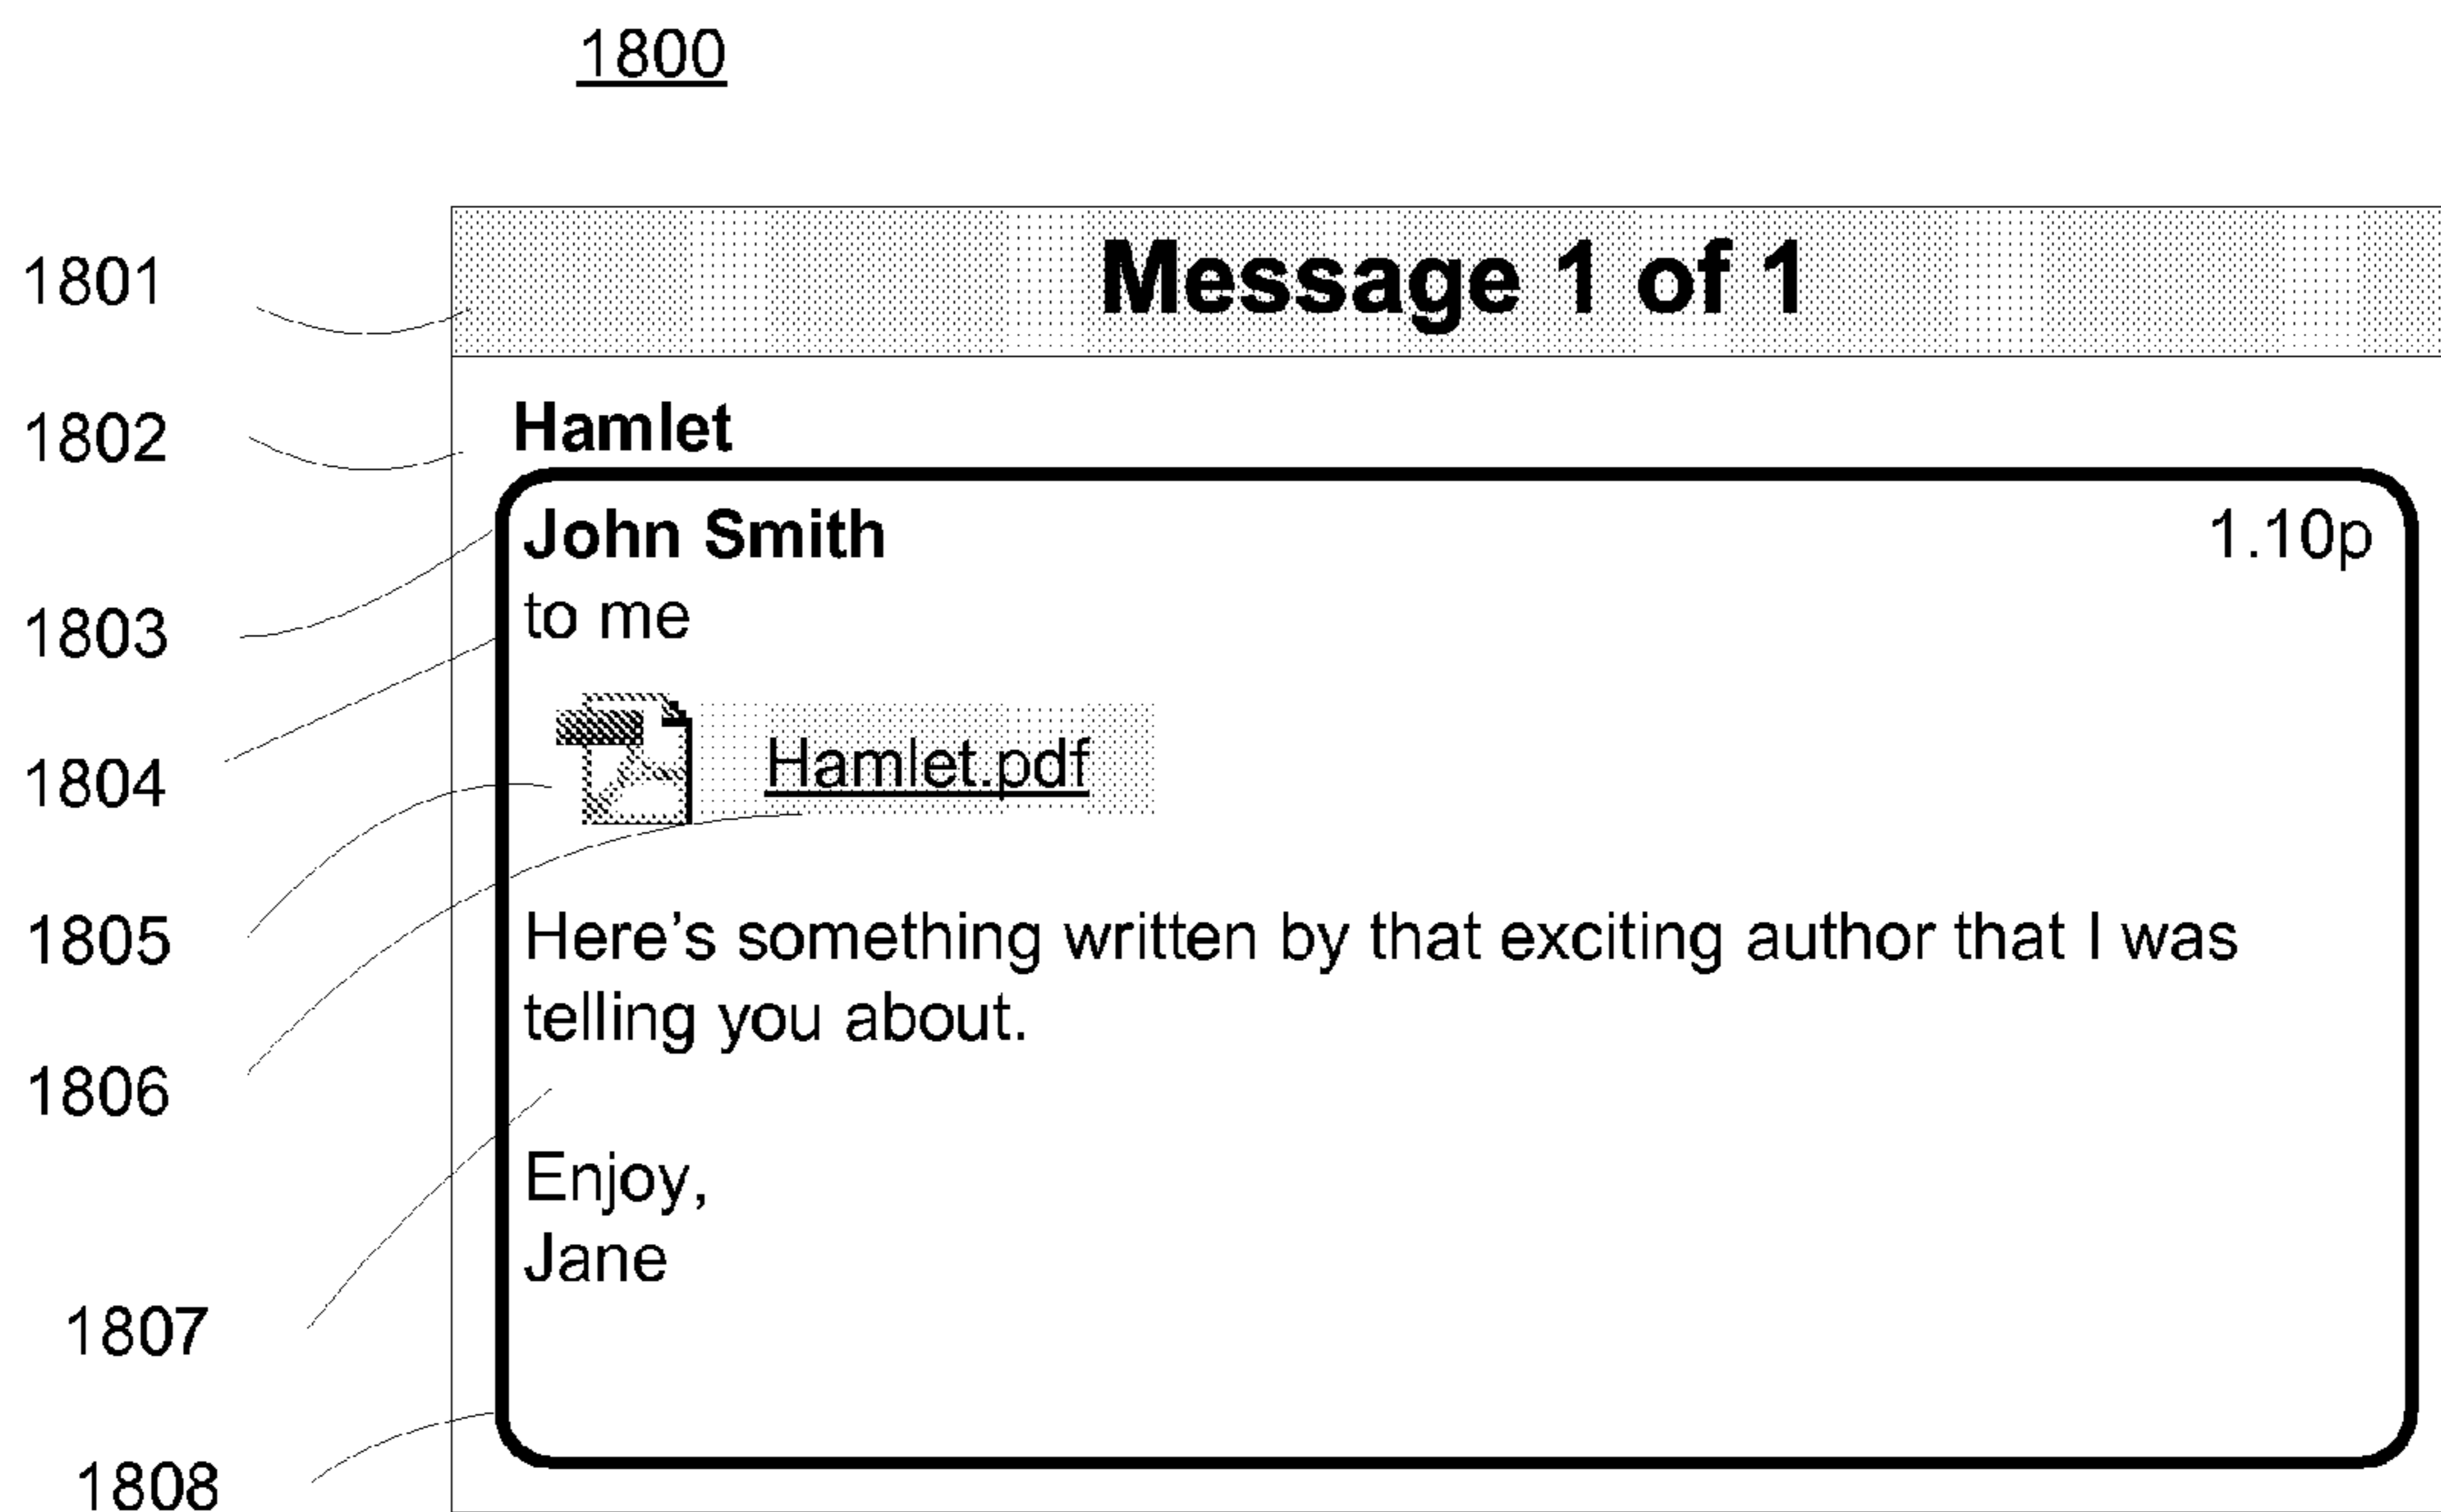 1800
1801
Message 1 of 1
1802
Hamlet
John Smith 1.10p
1803
to me
1804
Hamlet.pdf
1805
Here's something written by that exciting author that I was
telling you about.
1806
Enjoy,
Jane
1807
1808